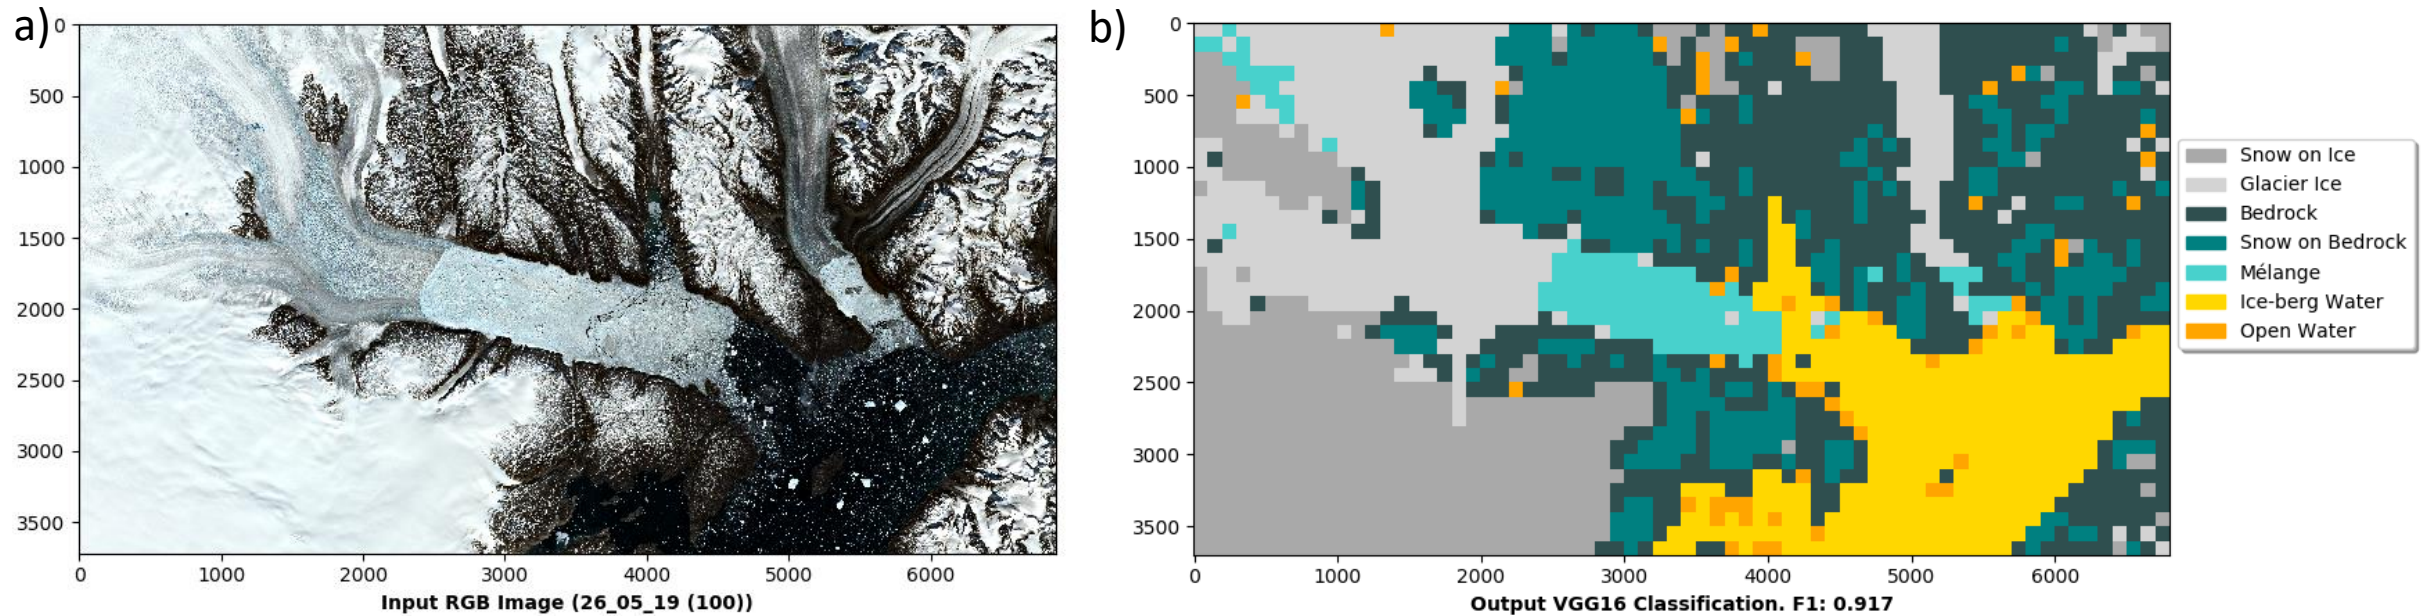 a)
0
500
1000
1500
2000
2500
3000
3500
0 1000 2000 3000 4000 5000 6000
Input RGB Image (26_05_19 (100))
b)
0
500
1000
1500
2000
2500
3000
3500
0 1000 2000 3000 4000 5000 6000
Output VGG16 Classification. F1: 0.917
Snow on Ice
Glacier Ice
Bedrock
Snow on Bedrock
Mélange
Ice-berg Water
Open Water